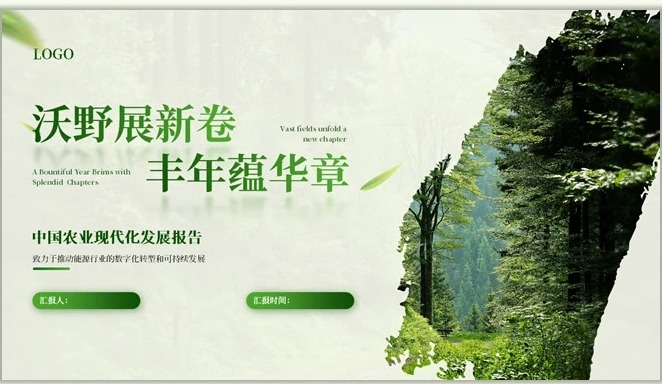 LOGO
沃野展新卷
Vast fields unfold a
new chapter
A Bountiful Year Brims with
Splendid Chapters
丰年蕴华章
中国农业现代化发展报告
致力于推动能源行业的数字化转型和可持续发展
汇报人：
汇报时间：